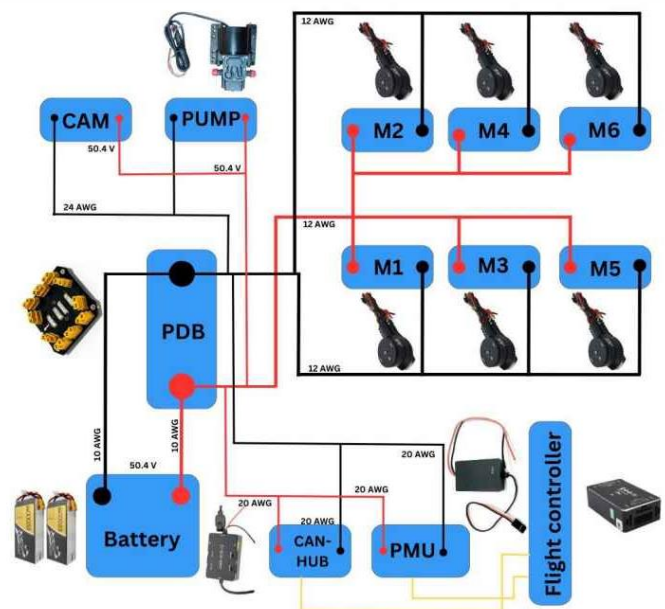 12 AWG
CAM
PUMP
M2
M4
M6
50.4 V
50.4 V
24 AWG
12 AWG
M1
M3
M5
PDB
12 AWG
10 AWG
10 AWG
50.4 V
20 AWG
20 AWG
20 AWG
20 AWG
Battery
CAN-
HUB
PMU
Flight controller